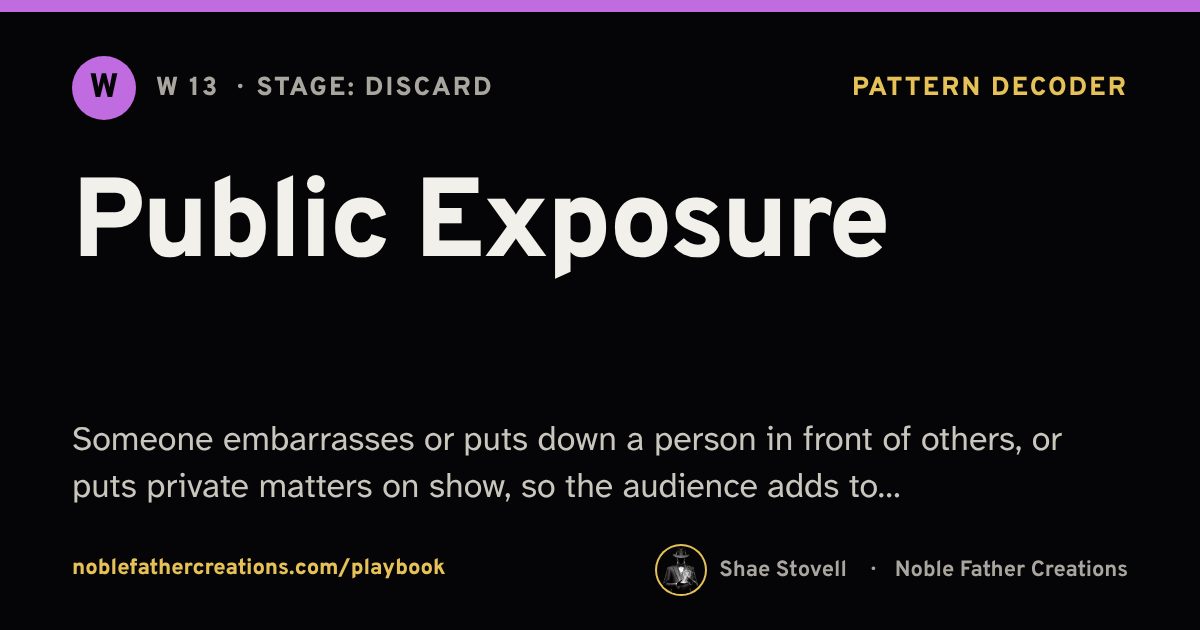 W
W 13 · STAGE: DISCARD
PATTERN DECODER
Public Exposure
Someone embarrasses or puts down a person in front of others, or
puts private matters on show, so the audience adds to...
noblefathercreations.com/playbook
Shae Stovell · Noble Father Creations